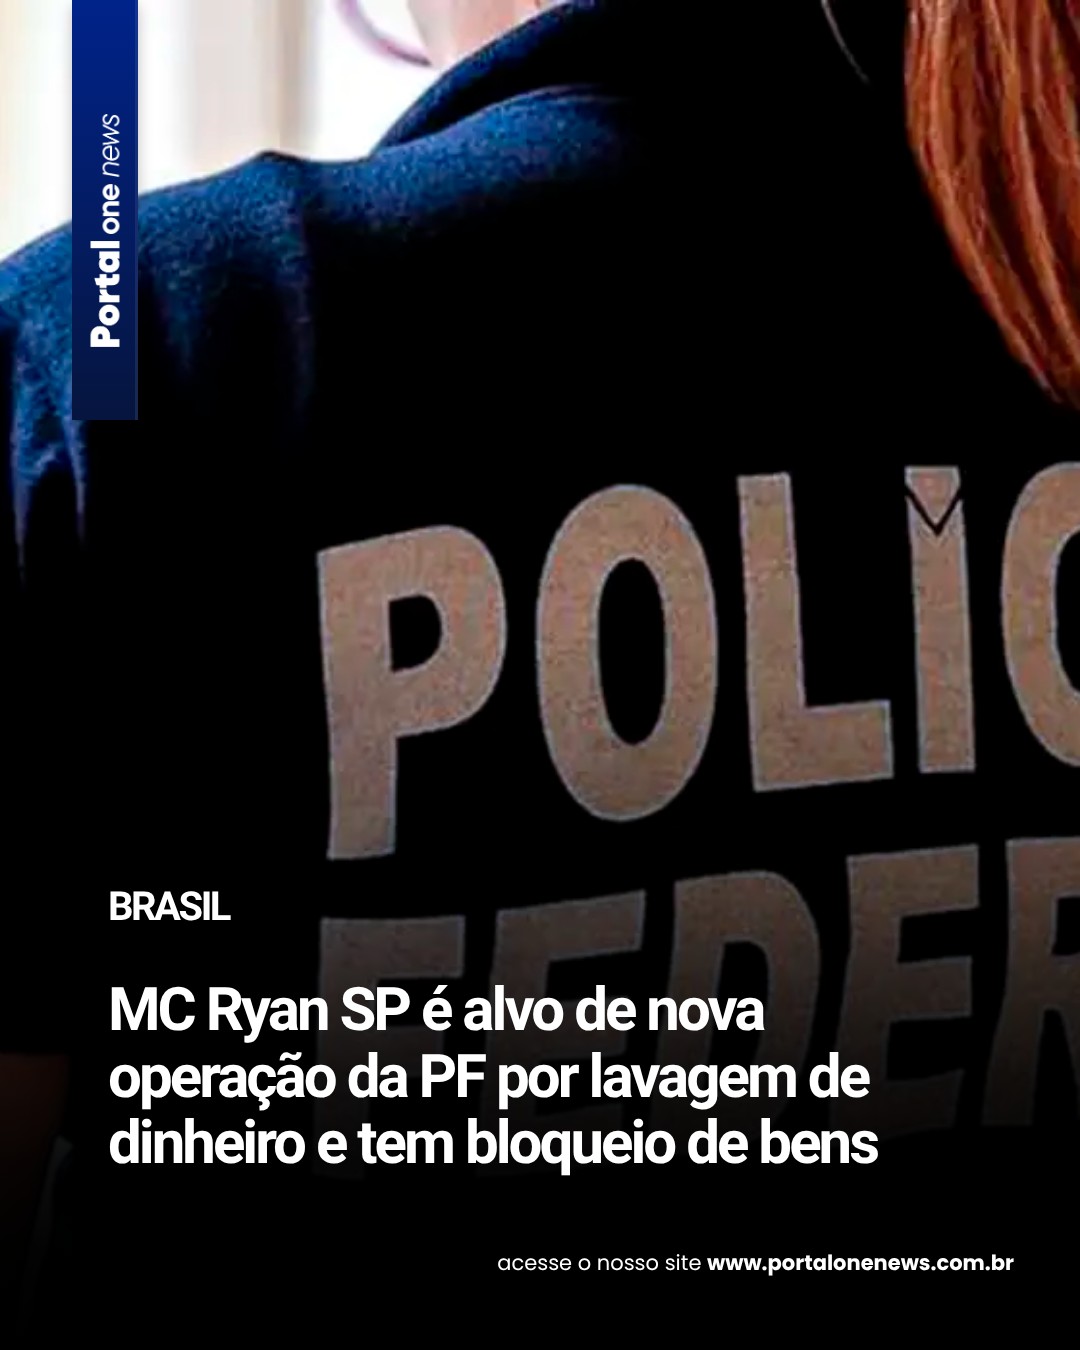 Portal one news
POLIC
FEDER
BRASIL
MC Ryan SP é alvo de nova
operação da PF por lavagem de
dinheiro e tem bloqueio de bens
acesse o nosso site www.portalonenews.com.br